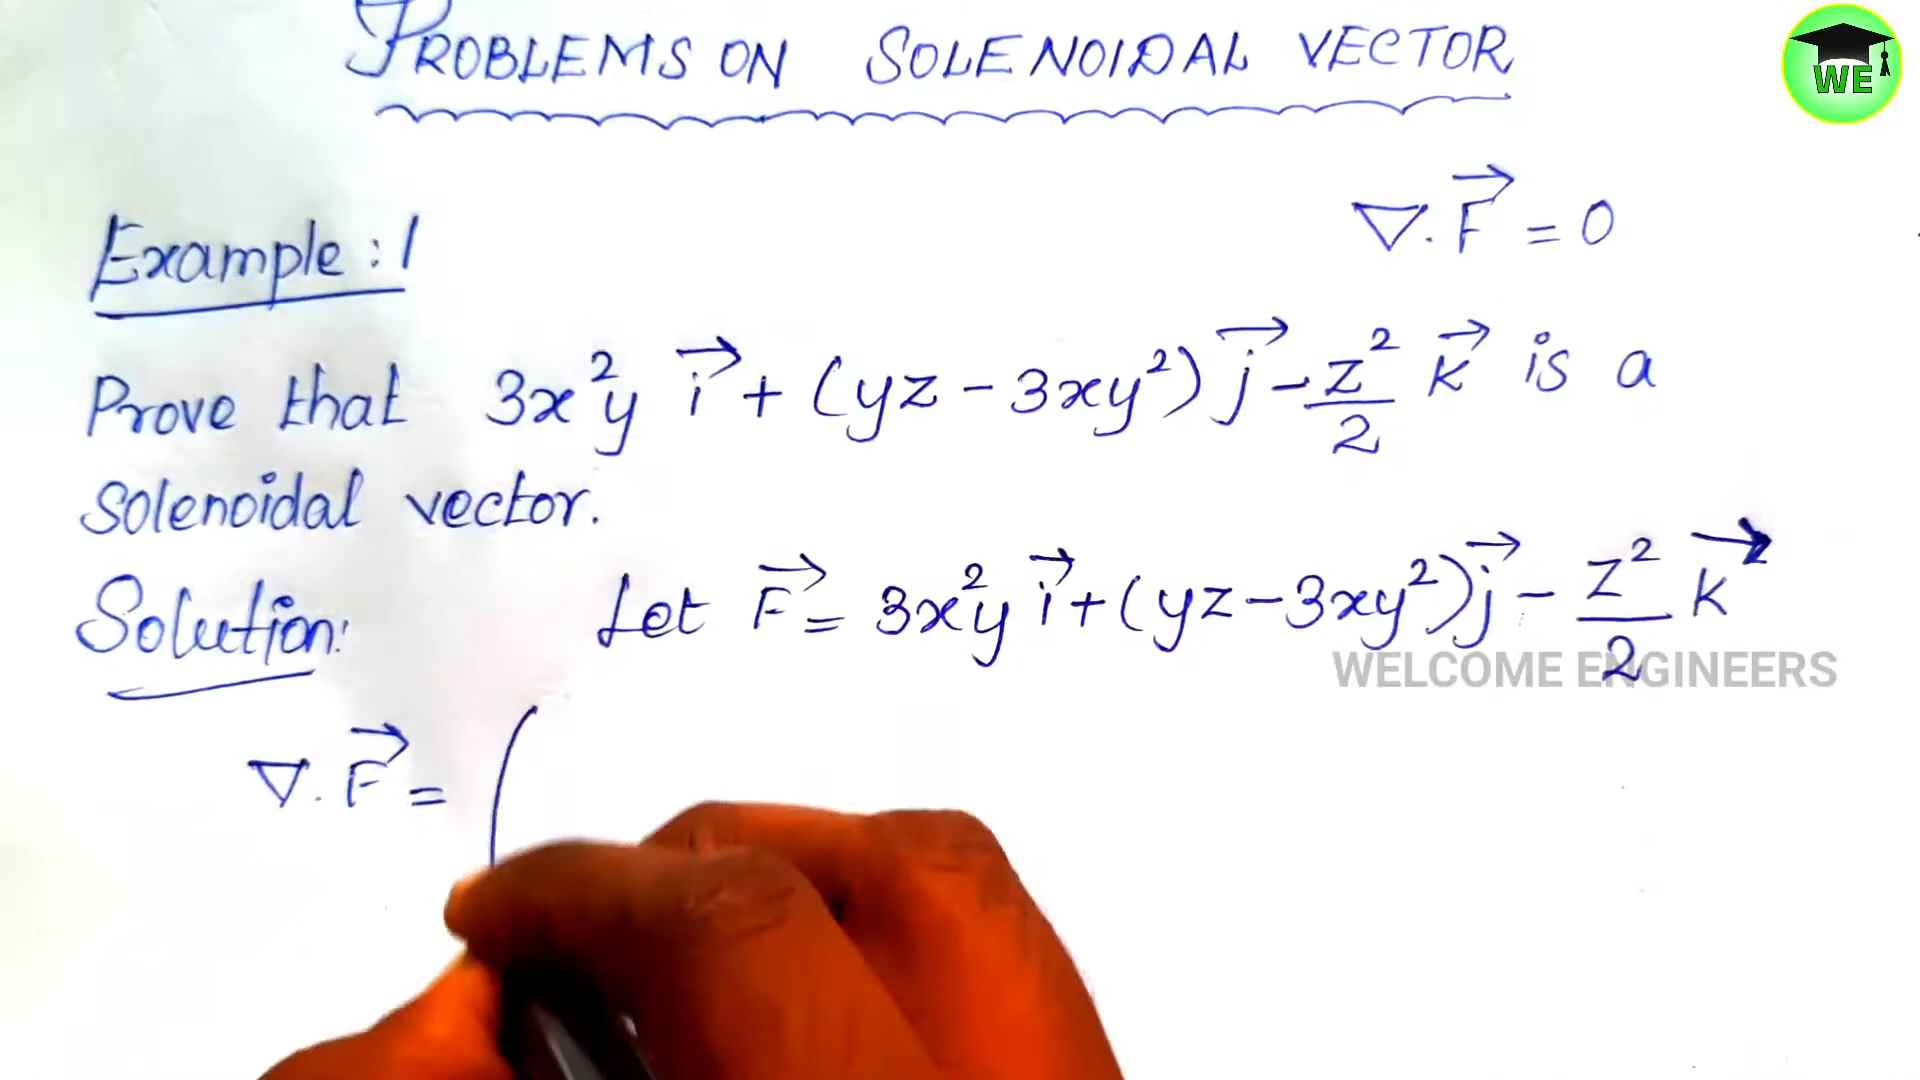 PROBLEMS ON SOLENOIDAL VECTOR
WE
∇. F⃗ = 0
Example: 1
Prove that 3x²y i⃗ + (yz - 3xy²) j⃗ - z²/2 k⃗ is a
solenoidal vector.
Solution: Let F⃗ = 3x²y i⃗ + (yz - 3xy²) j⃗ - z²/2 k⃗
WELCOME ENGINEERS
∇. F⃗ = (